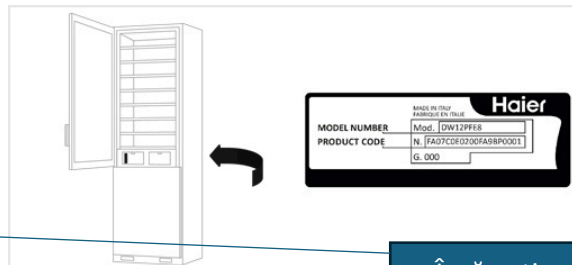 MADE IN ITALY
FABRIQUE EN ITALIE
Haier
MODEL NUMBER
Mod. DW12PFE8
PRODUCT CODE
N. FA07C0E0200FA9BP0001
G. 000